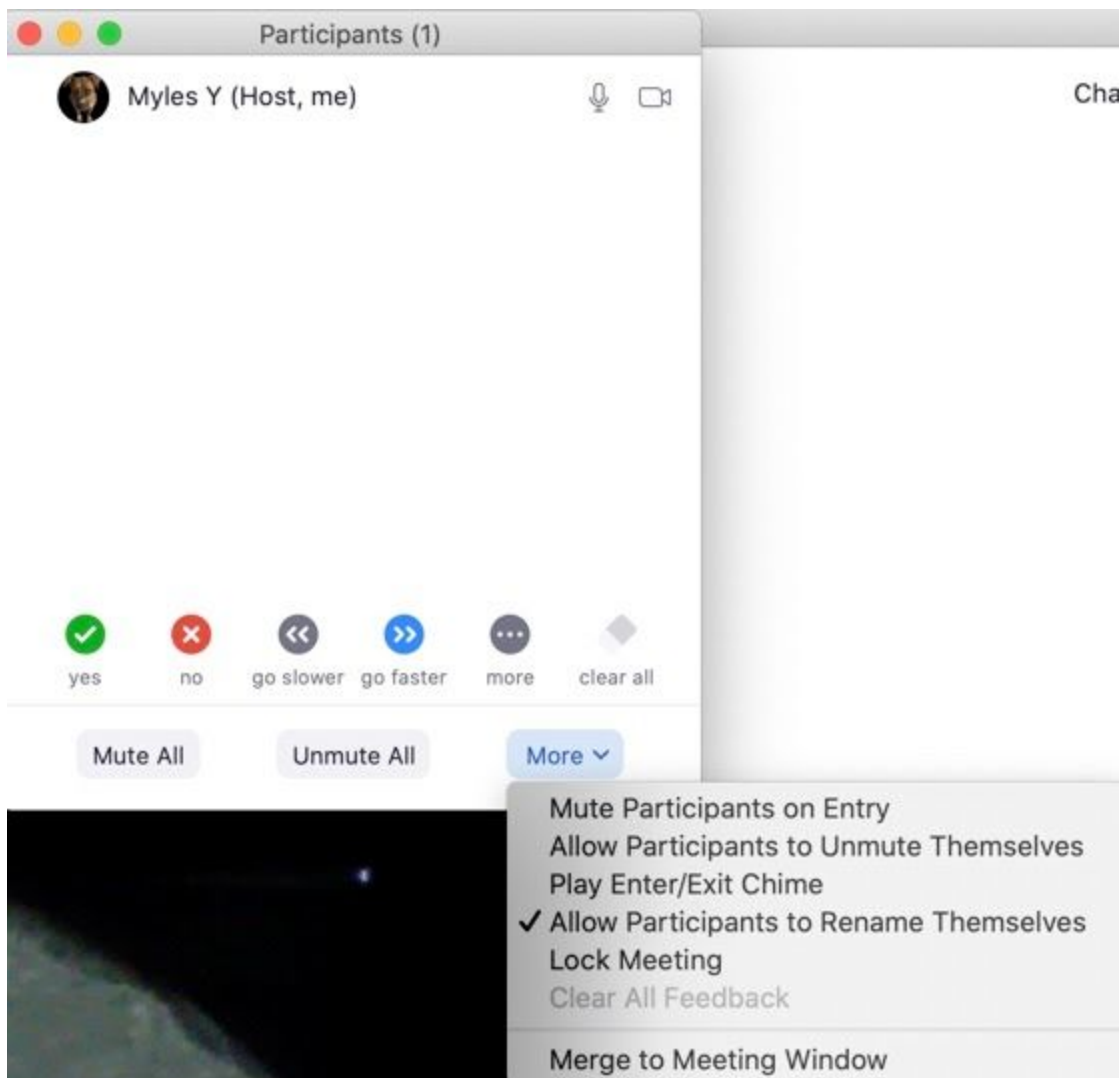 Participants (1)
Myles Y (Host, me)
Cha
yes no go slower go faster more clear all
Mute All Unmute All More
Mute Participants on Entry
Allow Participants to Unmute Themselves
Play Enter/Exit Chime
Allow Participants to Rename Themselves
Lock Meeting
Clear All Feedback
Merge to Meeting Window